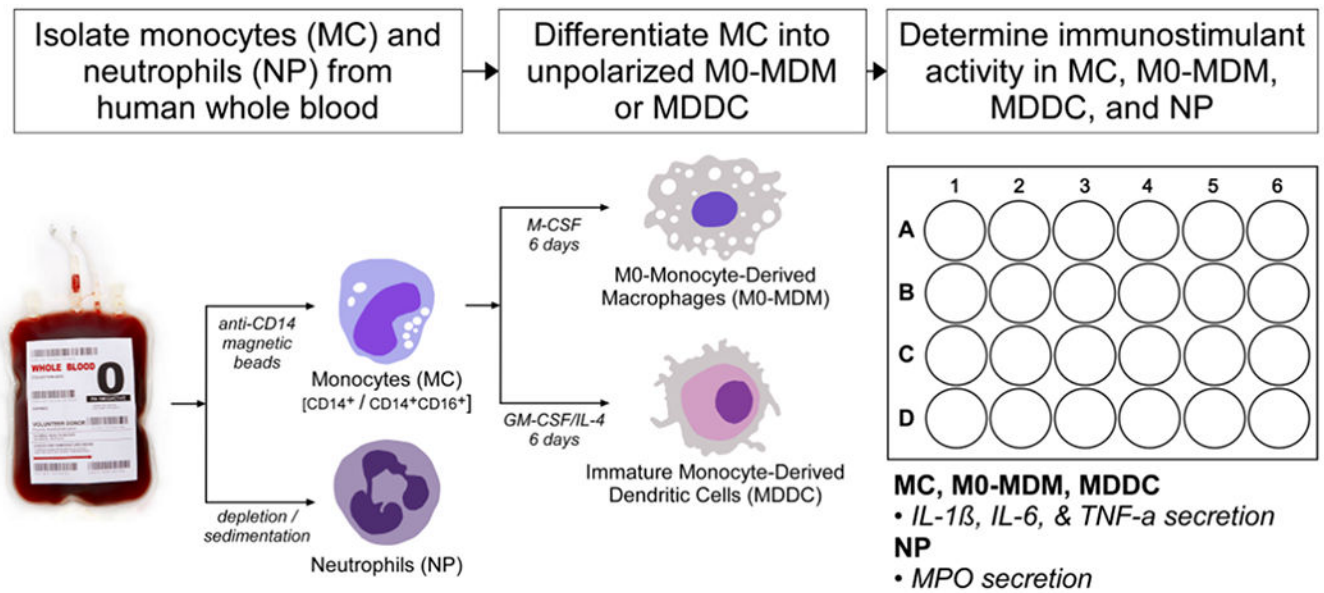 Isolate monocytes (MC) and
neutrophils (NP) from
human whole blood
Differentiate MC into
unpolarized M0-MDM
or MDDC
Determine immunostimulant
activity in MC, M0-MDM,
MDDC, and NP
WHOLE BLOOD
0
VOLUNTEER DONOR
anti-CD14
magnetic
beads
depletion /
sedimentation
Monocytes (MC)
[CD14+ / CD14+CD16+]
Neutrophils (NP)
M-CSF
6 days
GM-CSF/IL-4
6 days
M0-Monocyte-Derived
Macrophages (M0-MDM)
Immature Monocyte-Derived
Dendritic Cells (MDDC)
1 2 3 4 5 6
A
B
C
D
MC, M0-MDM, MDDC
• IL-1ß, IL-6, & TNF-a secretion
NP
• MPO secretion